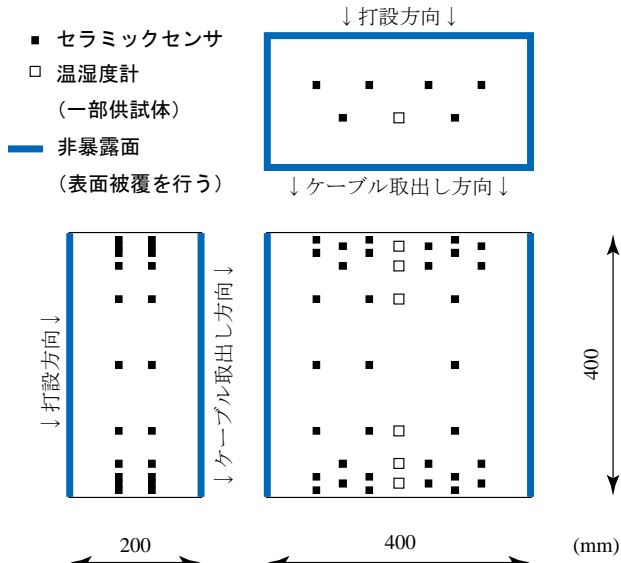 ↓打設方向↓
セラミックセンサ
温湿度計
(一部供試体)
非暴露面
(表面被覆を行う)
↓ケーブル取出し方向↓
↓打設方向↓
↓ケーブル取出し方向↓
400
200
400
(mm)